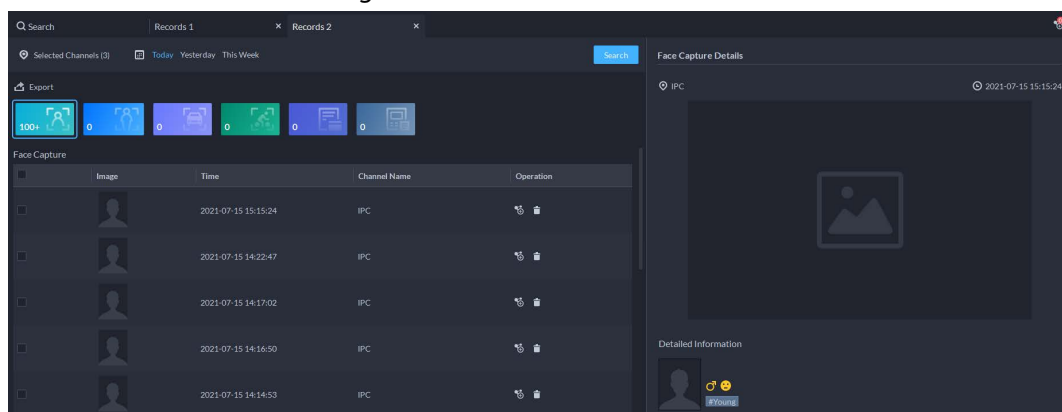 Search
Records 1 ×
Records 2 ×
Selected Channels (3)
Today Yesterday This Week
Search
Export
100+
0
0
0
0
0
Face Capture
Image Time Channel Name Operation
2021-07-15 15:15:24 IPC
2021-07-15 14:22:47 IPC
2021-07-15 14:17:02 IPC
2021-07-15 14:16:50 IPC
2021-07-15 14:14:53 IPC
Face Capture Details
IPC 2021-07-15 15:15:24
Detailed Information
#Young